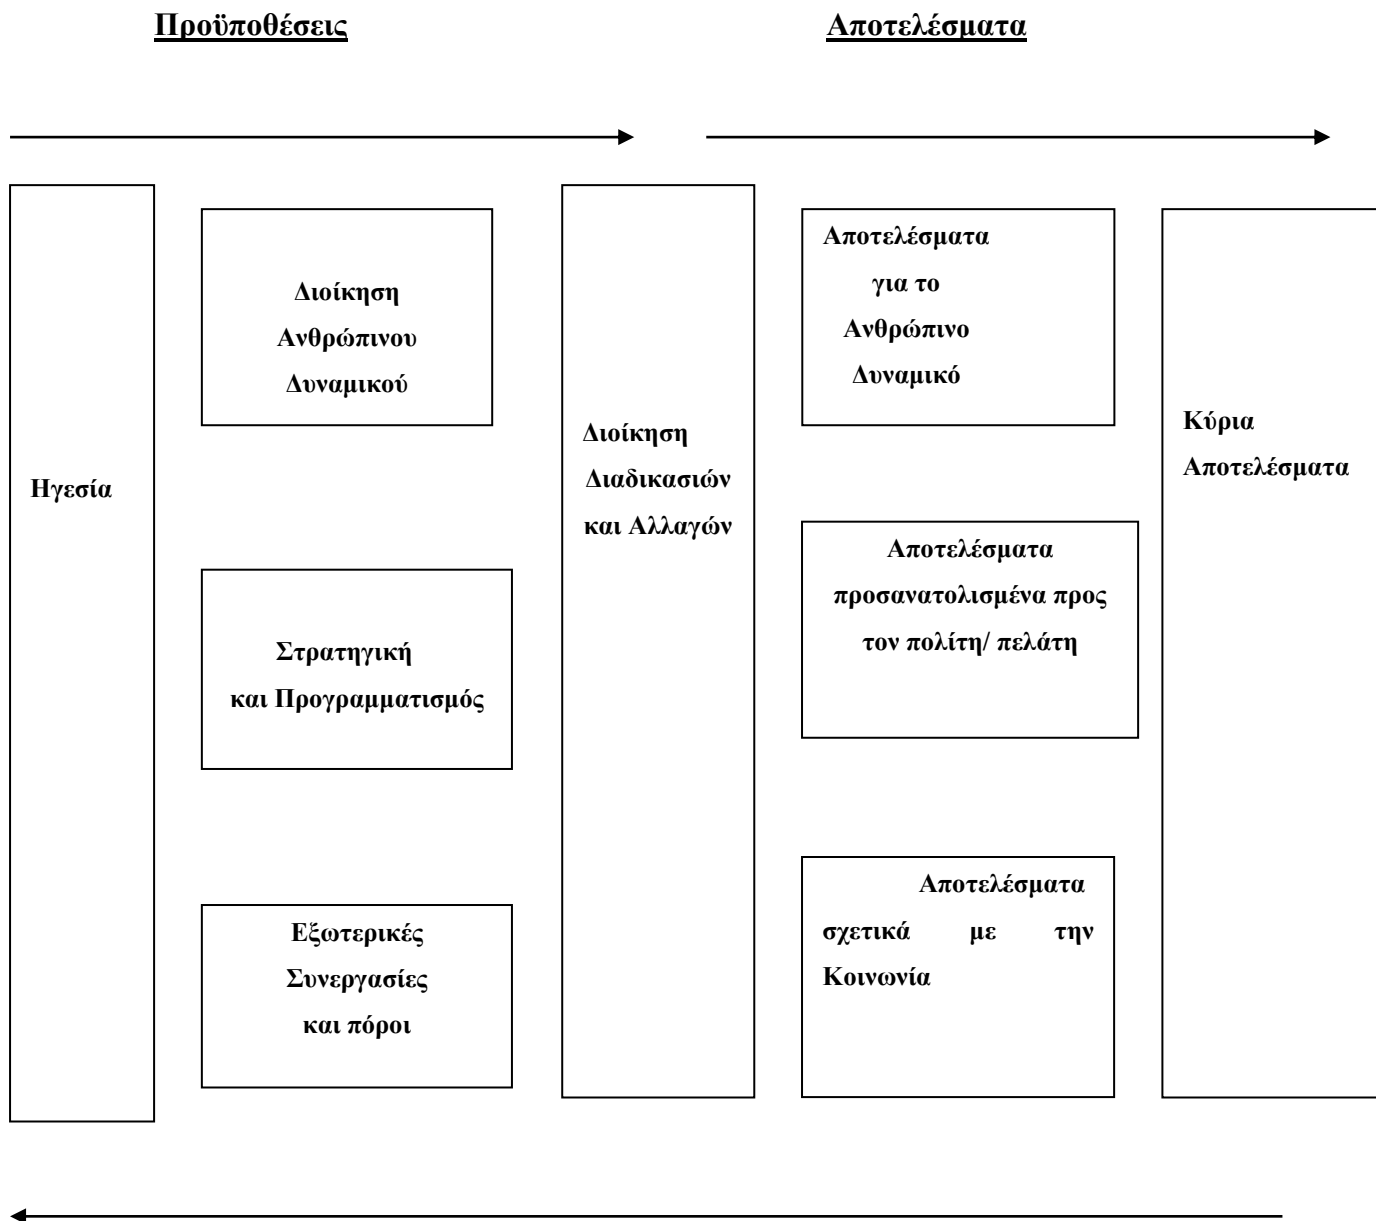 Προϋποθέσεις
Αποτελέσματα
Ηγεσία
Διοίκηση
Ανθρώπινου
Δυναμικού
Στρατηγική
και Προγραμματισμός
Εξωτερικές
Συνεργασίες
και πόροι
Διοίκηση
Διαδικασιών
και Αλλαγών
Αποτελέσματα
για το
Ανθρώπινο
Δυναμικό
Αποτελέσματα
προσανατολισμένα προς
τον πολίτη/ πελάτη
Αποτελέσματα
σχετικά με την
Κοινωνία
Κύρια
Αποτελέσματα